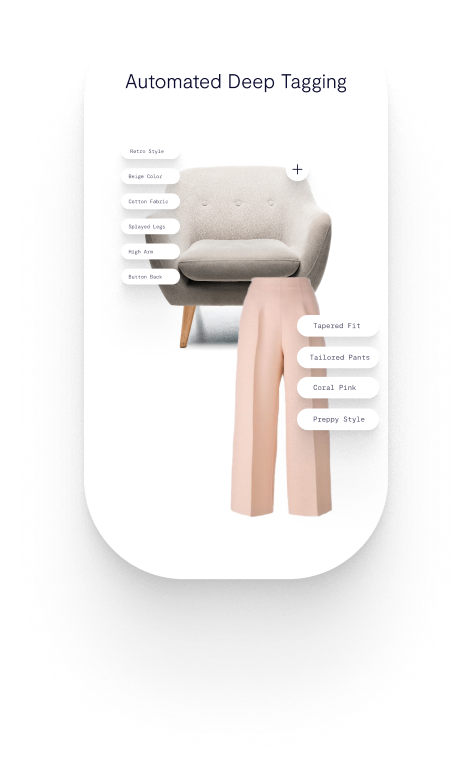 Automated Deep Tagging
Retro Style
Beige Color
Cotton Fabric
Splayed Legs
High Arm
Button Back
Tapered Fit
Tailored Pants
Coral Pink
Preppy Style